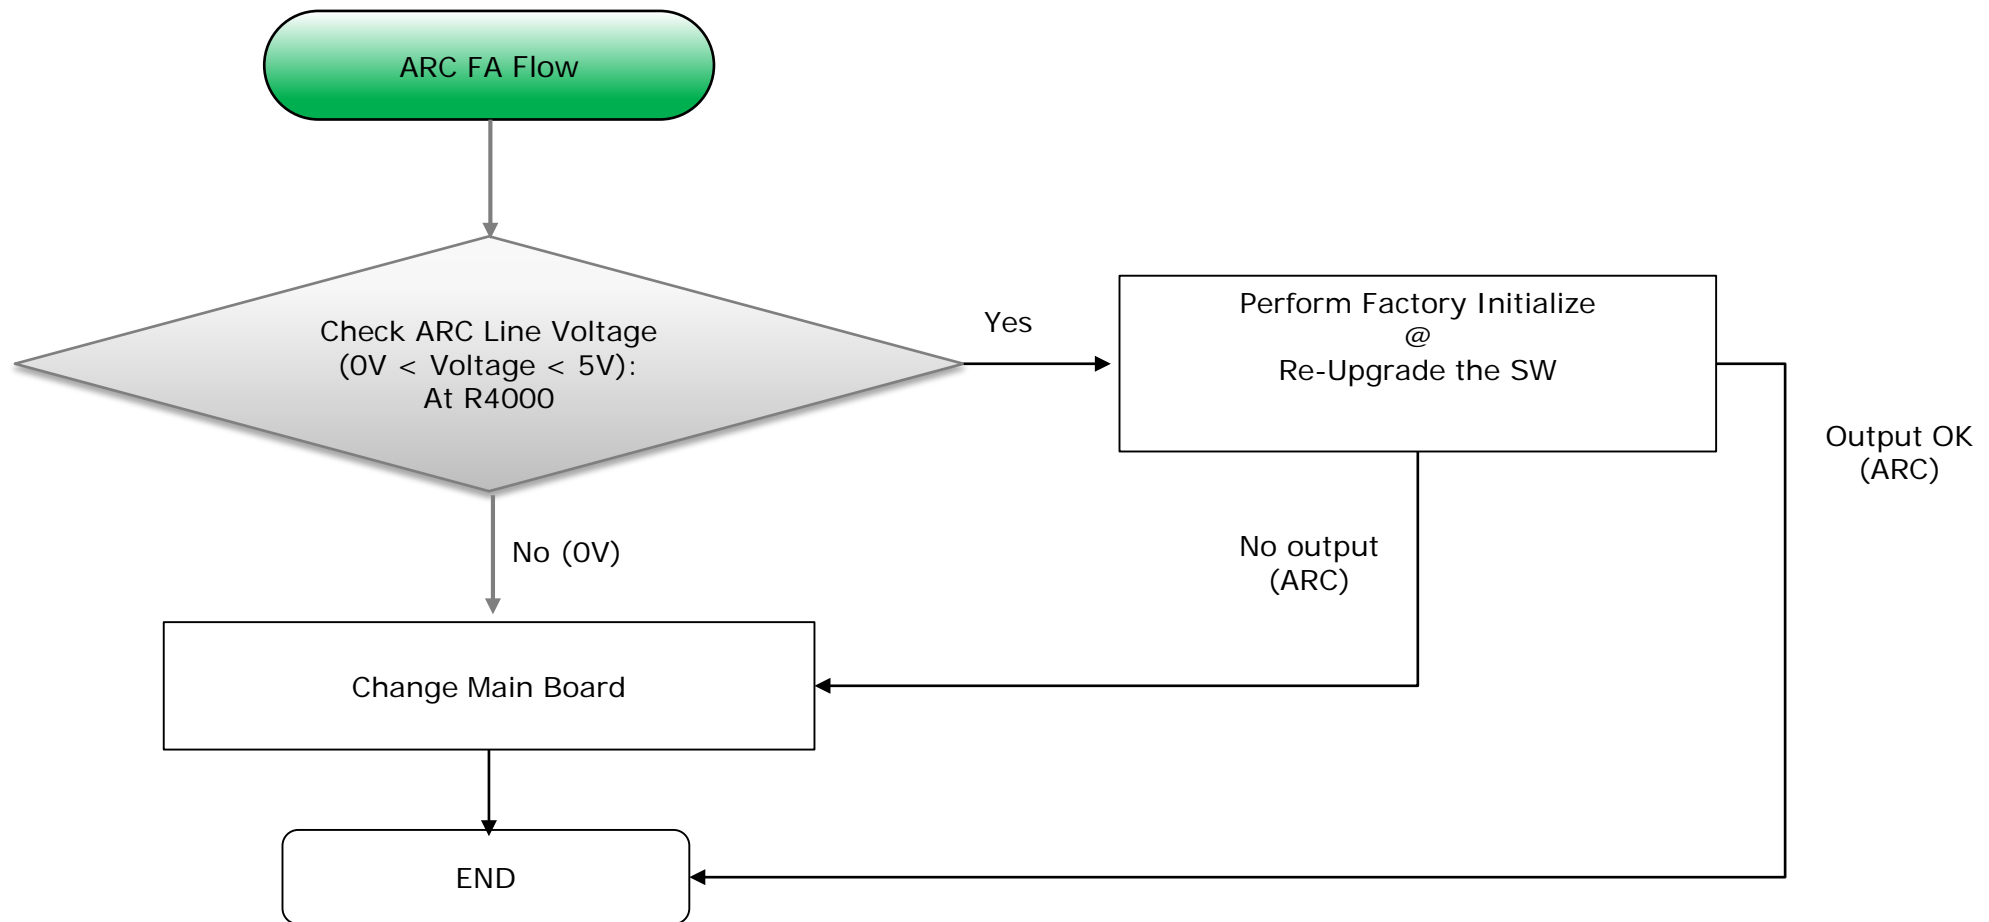 ARC FA Flow
Check ARC Line Voltage
(0V < Voltage < 5V):
At R4000
Yes
Perform Factory Initialize
@
Re-Upgrade the SW
Output OK
(ARC)
No (0V)
No output
(ARC)
Change Main Board
END